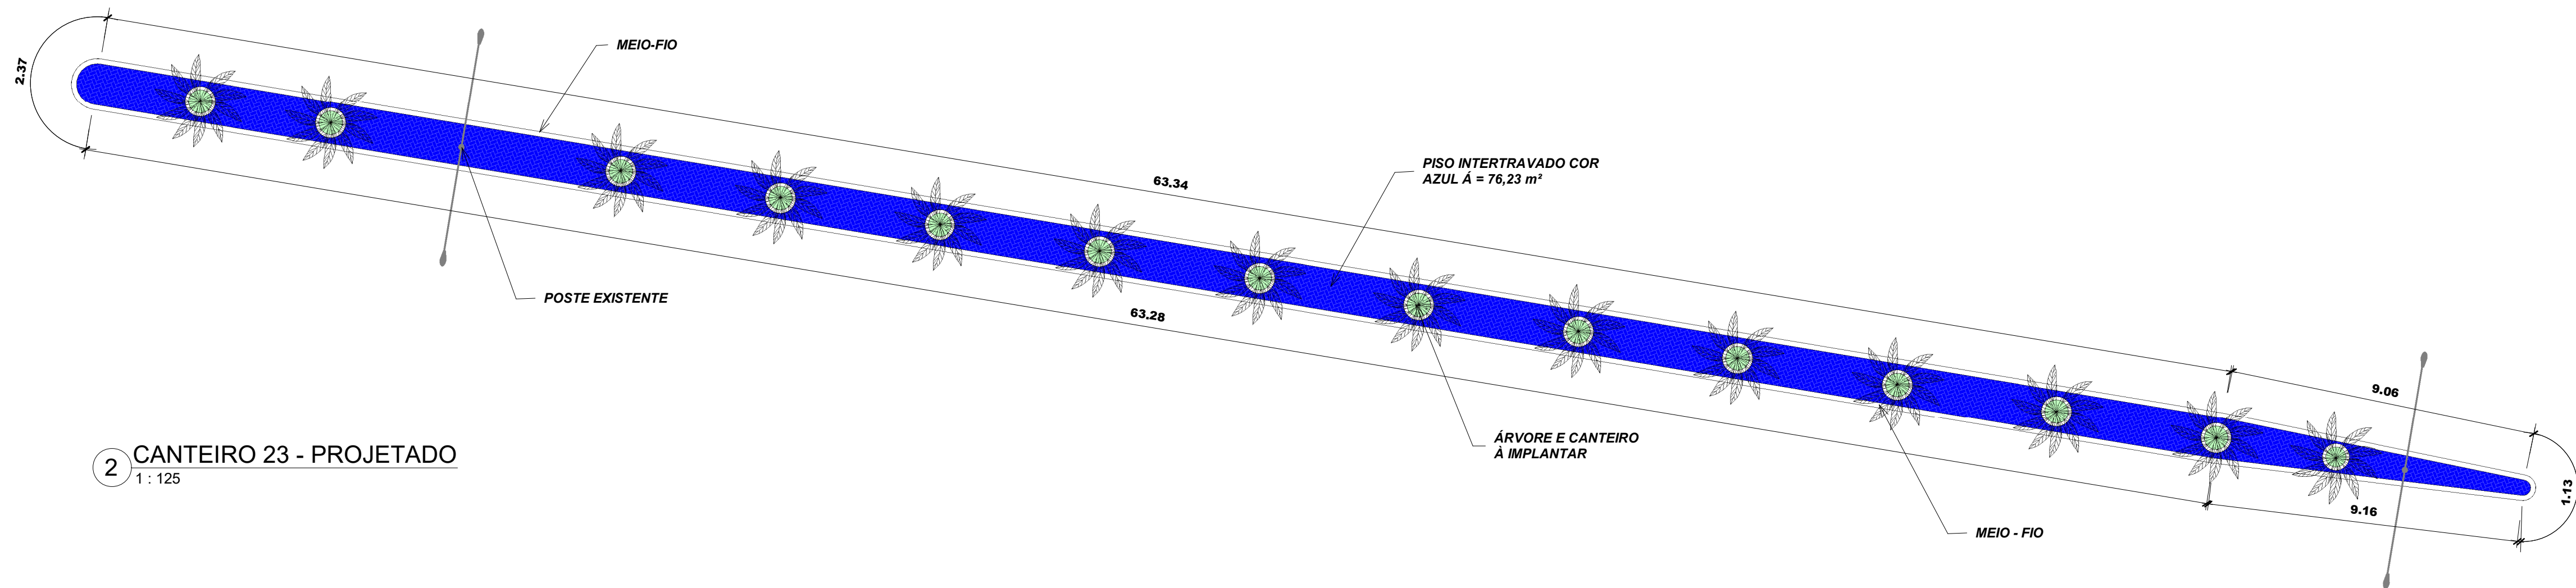 2.37
MEIO-FIO
63.34
PISO INTERTRAVADO COR
AZUL Á = 76,23 m²
POSTE EXISTENTE
63.28
9.06
ÁRVORE E CANTEIRO
À IMPLANTAR
2
CANTEIRO 23 - PROJETADO
1 : 125
1.13
9.16
MEIO - FIO